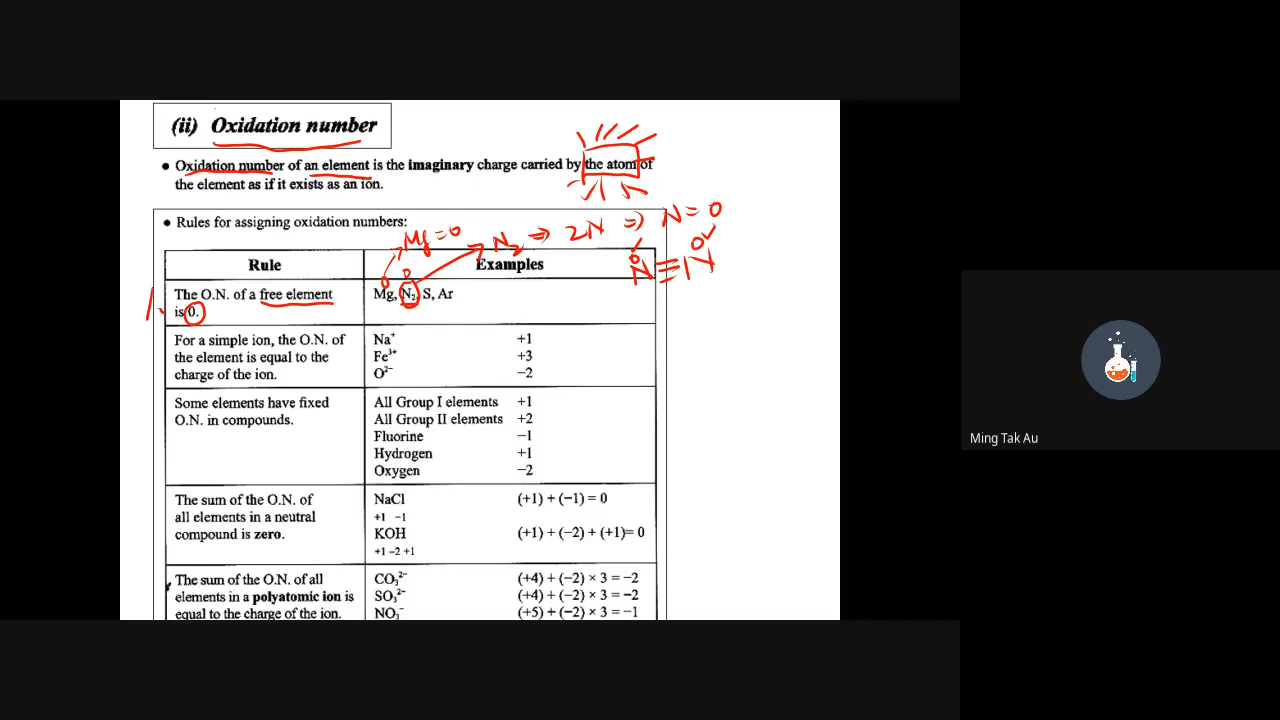 (ii) Oxidation number
• Oxidation number of an element is the imaginary charge carried by the atom of
the element as if it exists as an ion.
• Rules for assigning oxidation numbers:
Mg = 0 N₂ ⇒ 2N ⇒ N = 0
0 0
N ≡ N
Rule Examples
0 0
1. The O.N. of a free element Mg, N₂, S, Ar
is 0.
For a simple ion, the O.N. of Na⁺ +1
the element is equal to the Fe³⁺ +3
charge of the ion. O²⁻ −2
Some elements have fixed All Group I elements +1
O.N. in compounds. All Group II elements +2
Fluorine −1
Hydrogen +1
Oxygen −2
The sum of the O.N. of NaCl (+1) + (−1) = 0
all elements in a neutral +1 −1
compound is zero. KOH (+1) + (−2) + (+1)= 0
+1 −2 +1
The sum of the O.N. of all CO₃²⁻ (+4) + (−2) × 3 = −2
elements in a polyatomic ion is SO₃²⁻ (+4) + (−2) × 3 = −2
equal to the charge of the ion. NO₃⁻ (+5) + (−2) × 3 = −1
Ming Tak Au